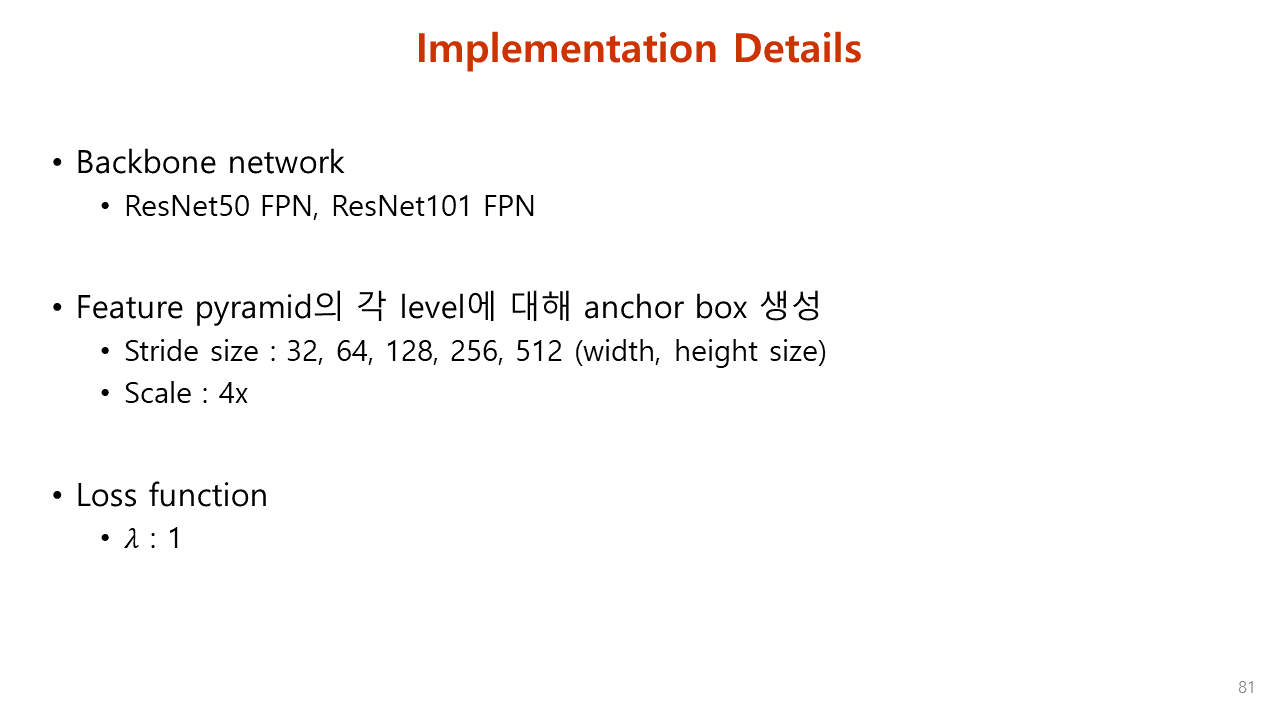 Implementation Details
• Backbone network
• ResNet50 FPN, ResNet101 FPN
• Feature pyramid의 각 level에 대해 anchor box 생성
• Stride size : 32, 64, 128, 256, 512 (width, height size)
• Scale : 4x
• Loss function
• 𝜆 : 1
81